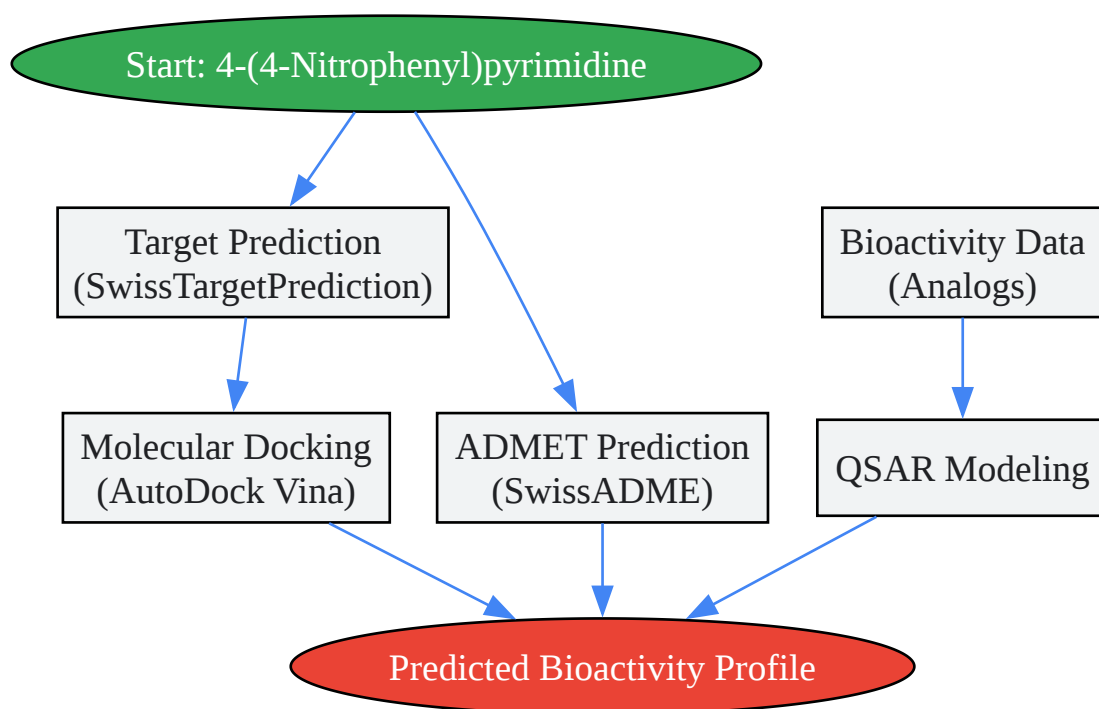 Start: 4-(4-Nitrophenyl)pyrimidine
Target Prediction
(SwissTargetPrediction)
Bioactivity Data
(Analogs)
Molecular Docking
(AutoDock Vina)
ADMET Prediction
(SwissADME)
QSAR Modeling
Predicted Bioactivity Profile